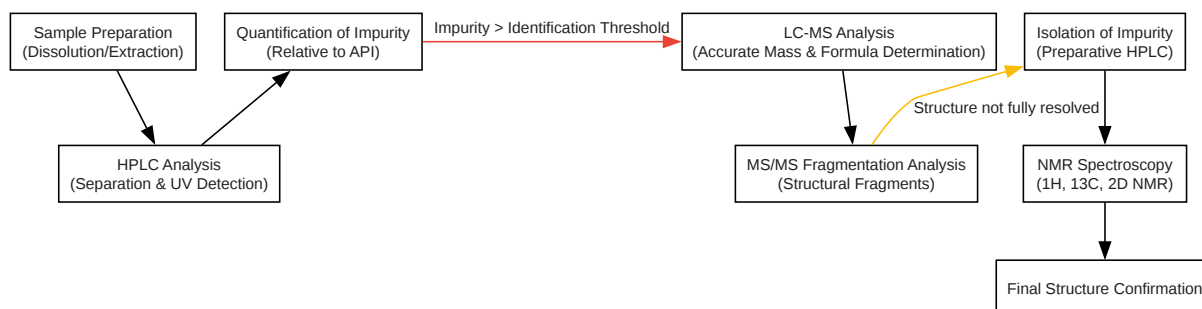 Sample Preparation
(Dissolution/Extraction)
HPLC Analysis
(Separation & UV Detection)
Quantification of Impurity
(Relative to API)
Impurity > Identification Threshold
LC-MS Analysis
(Accurate Mass & Formula Determination)
MS/MS Fragmentation Analysis
(Structural Fragments)
Structure not fully resolved
Isolation of Impurity
(Preparative HPLC)
NMR Spectroscopy
(1H, 13C, 2D NMR)
Final Structure Confirmation